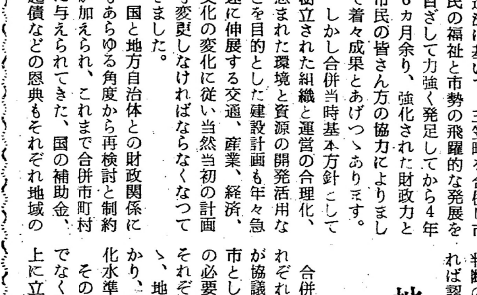 民の福祉と市勢の飛躍的な発展を
目ざして力強く発足してから4年
6ヵ月余り、強化された財政力と
市民の皆さん方の協力によりまし
て着々成果とあげつゝあります。
しかし合併当時基本方針として
樹立された組織と運営の合理化、
恵まれた環境と資源の開発活用な
どを目的とした建設計画も年々急
速に伸展する交通、産業、経済、
文化の変化に従い当然当初の計画
も変更しなければならなくなつて
きました。
国と地方自治体との財政関係に
もあらゆる角度から再検討と制約
が加えられ、これまで合併市町村
に与えられてきた、国の補助金、
起債などの恩典もそれぞれ地域の
判断の
れば認
合併
れぞれ
が協議
市とし
の必要
それぞ
ゝ、地
かり、
化水準
その
でなく
上に立